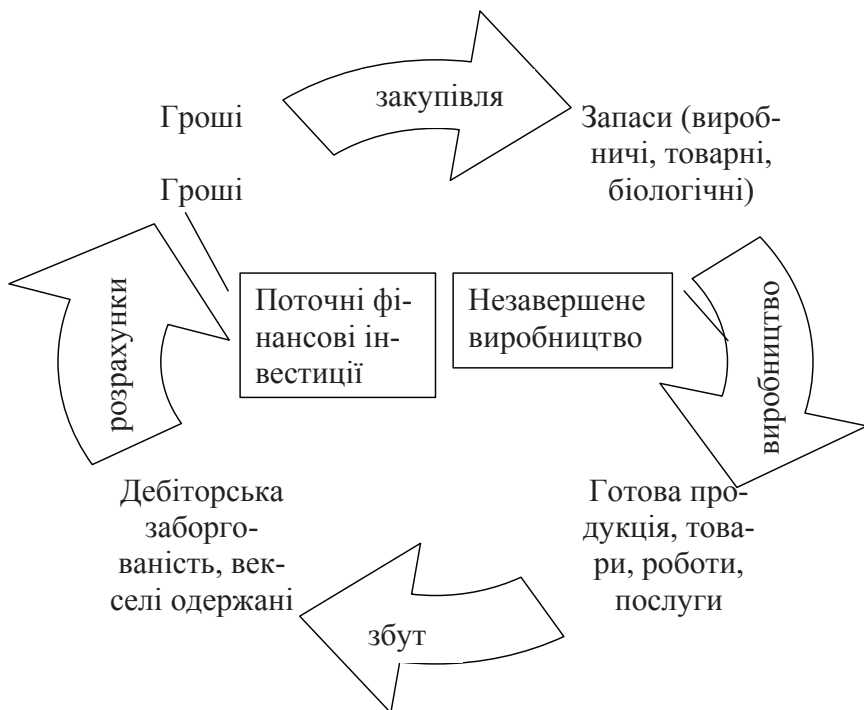 закупівля
Гроші
Запаси (вироб-
ничі, товарні,
біологічні)
Гроші
розрахунки
Поточні фі-
нансові ін-
вестиції
Незавершене
виробництво
виробництво
Дебіторська
заборго-
ваність, век-
селі одержані
Готова про-
дукція, това-
ри, роботи,
послуги
збут